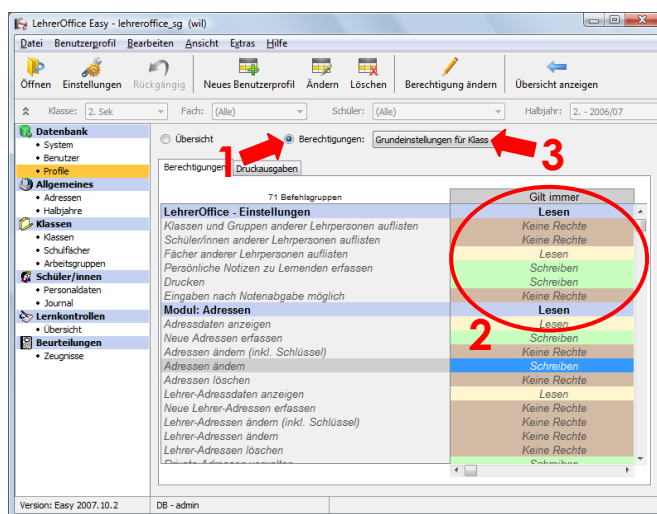 LehrerOffice Easy - lehreroffice_sg (wil)
Datei Benutzerprofil Bearbeiten Ansicht Extras Hilfe
Öffnen Einstellungen Rückgängig Neues Benutzerprofil Ändern Löschen Berechtigung ändern Übersicht anzeigen
Klasse: 2. Sek Fach: (Alle) Schüler: (Alle) Halbjahr: 2. - 2006/07
Datenbank
System
Benutzer
Profile
Allgemeines
Adressen
Halbjahre
Klassen
Klassen
Schulfächer
Arbeitsgruppen
Schüler/innen
Personaldaten
Journal
Lernkontrollen
Übersicht
Beurteilungen
Zeugnisse
Übersicht Berechtigungen: Grundeinstellungen für Klass
1
3
Berechtigungen Druckausgaben
71 Befehlsgruppen Gilt immer
LehrerOffice - Einstellungen Lesen
Klassen und Gruppen anderer Lehrpersonen auflisten Keine Rechte
Schüler/innen anderer Lehrpersonen auflisten Keine Rechte
Fächer anderer Lehrpersonen auflisten Lesen
Persönliche Notizen zu Lernenden erfassen Schreiben
Drucken Schreiben
Eingaben nach Notenabgabe möglich Keine Rechte
Modul: Adressen Lesen
2
Adressdaten anzeigen Lesen
Neue Adressen erfassen Schreiben
Adressen ändern (inkl. Schlüssel) Keine Rechte
Adressen ändern Schreiben
Adressen löschen Keine Rechte
Lehrer-Adressdaten anzeigen Lesen
Neue Lehrer-Adressen erfassen Keine Rechte
Lehrer-Adressen ändern (inkl. Schlüssel) Keine Rechte
Lehrer-Adressen ändern Keine Rechte
Lehrer-Adressen löschen Keine Rechte
Schreiben
Version: Easy 2007.10.2 DB - admin